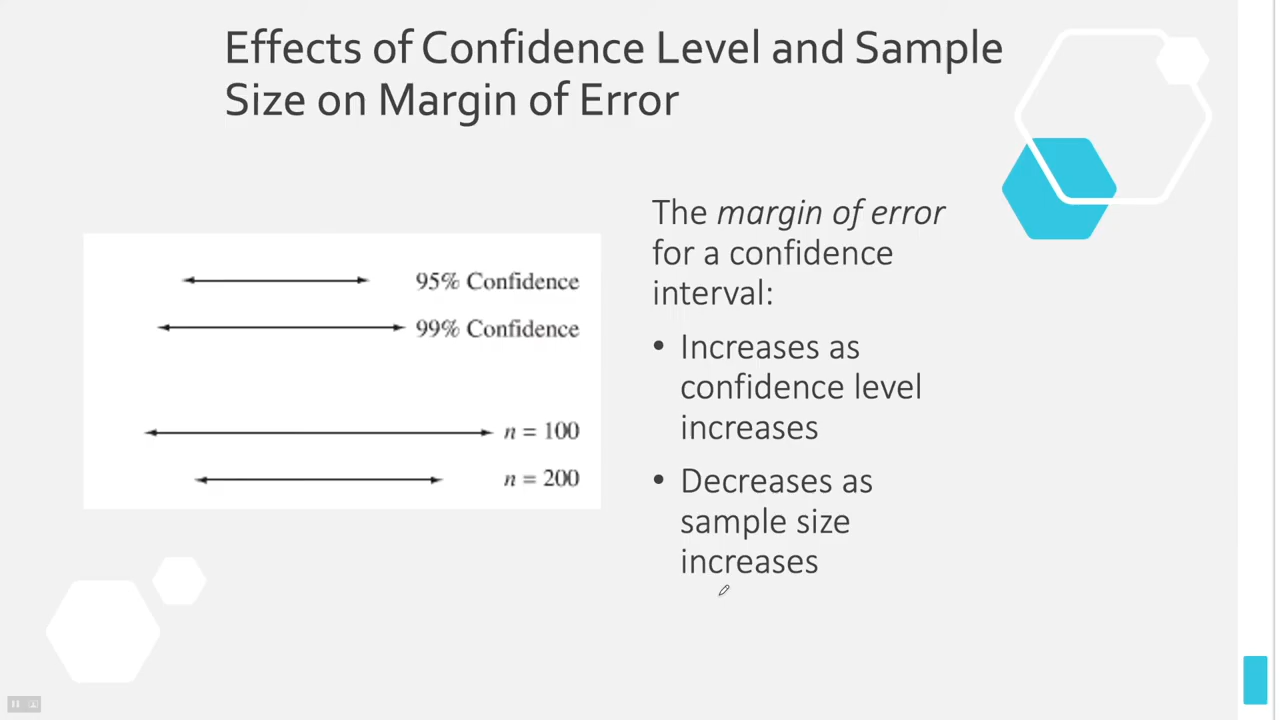 Effects of Confidence Level and Sample
Size on Margin of Error
95% Confidence
99% Confidence
n = 100
n = 200
The margin of error
for a confidence
interval:
• Increases as
confidence level
increases
• Decreases as
sample size
increases